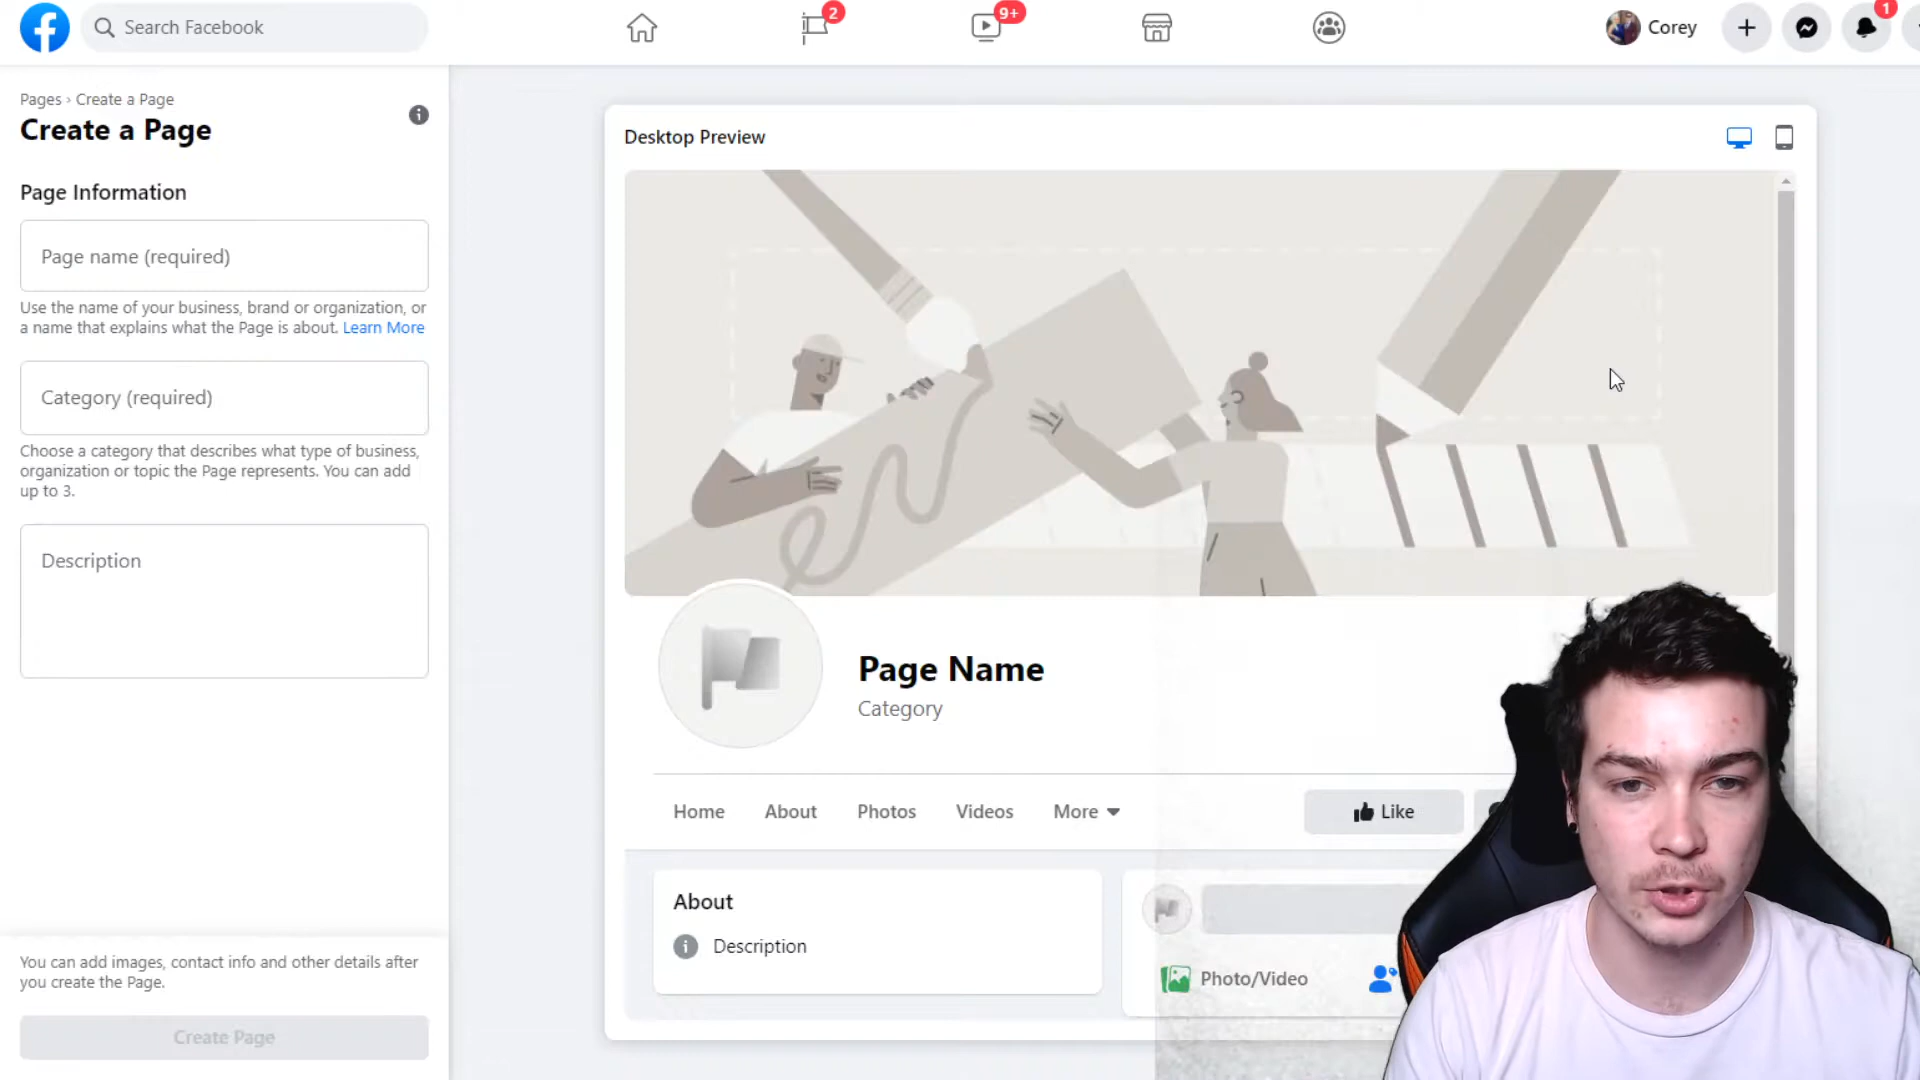 Search Facebook
2
9+
Corey
1
Pages › Create a Page
Create a Page
Page Information
Page name (required)
Use the name of your business, brand or organization, or
a name that explains what the Page is about. Learn More
Category (required)
Choose a category that describes what type of business,
organization or topic the Page represents. You can add
up to 3.
Description
You can add images, contact info and other details after
you create the Page.
Create Page
Desktop Preview
Page Name
Category
Home About Photos Videos More
Like
About
Description
Photo/Video